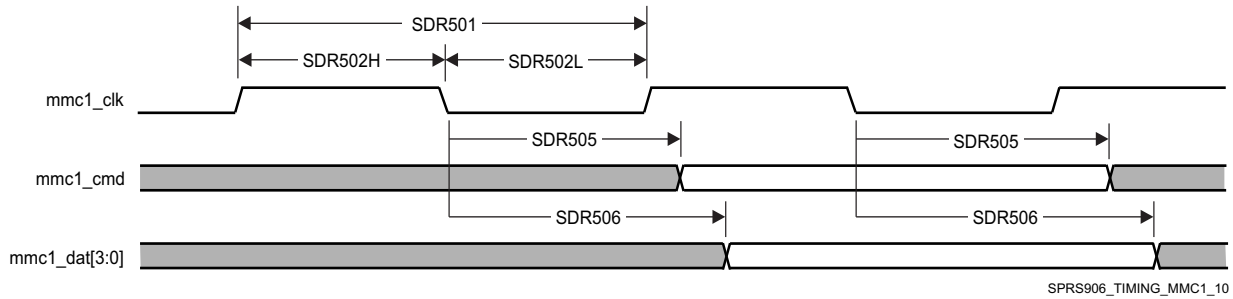 SDR501
SDR502H SDR502L
mmc1_clk
SDR505 SDR505
mmc1_cmd
SDR506 SDR506
mmc1_dat[3:0]
SPRS906_TIMING_MMC1_10